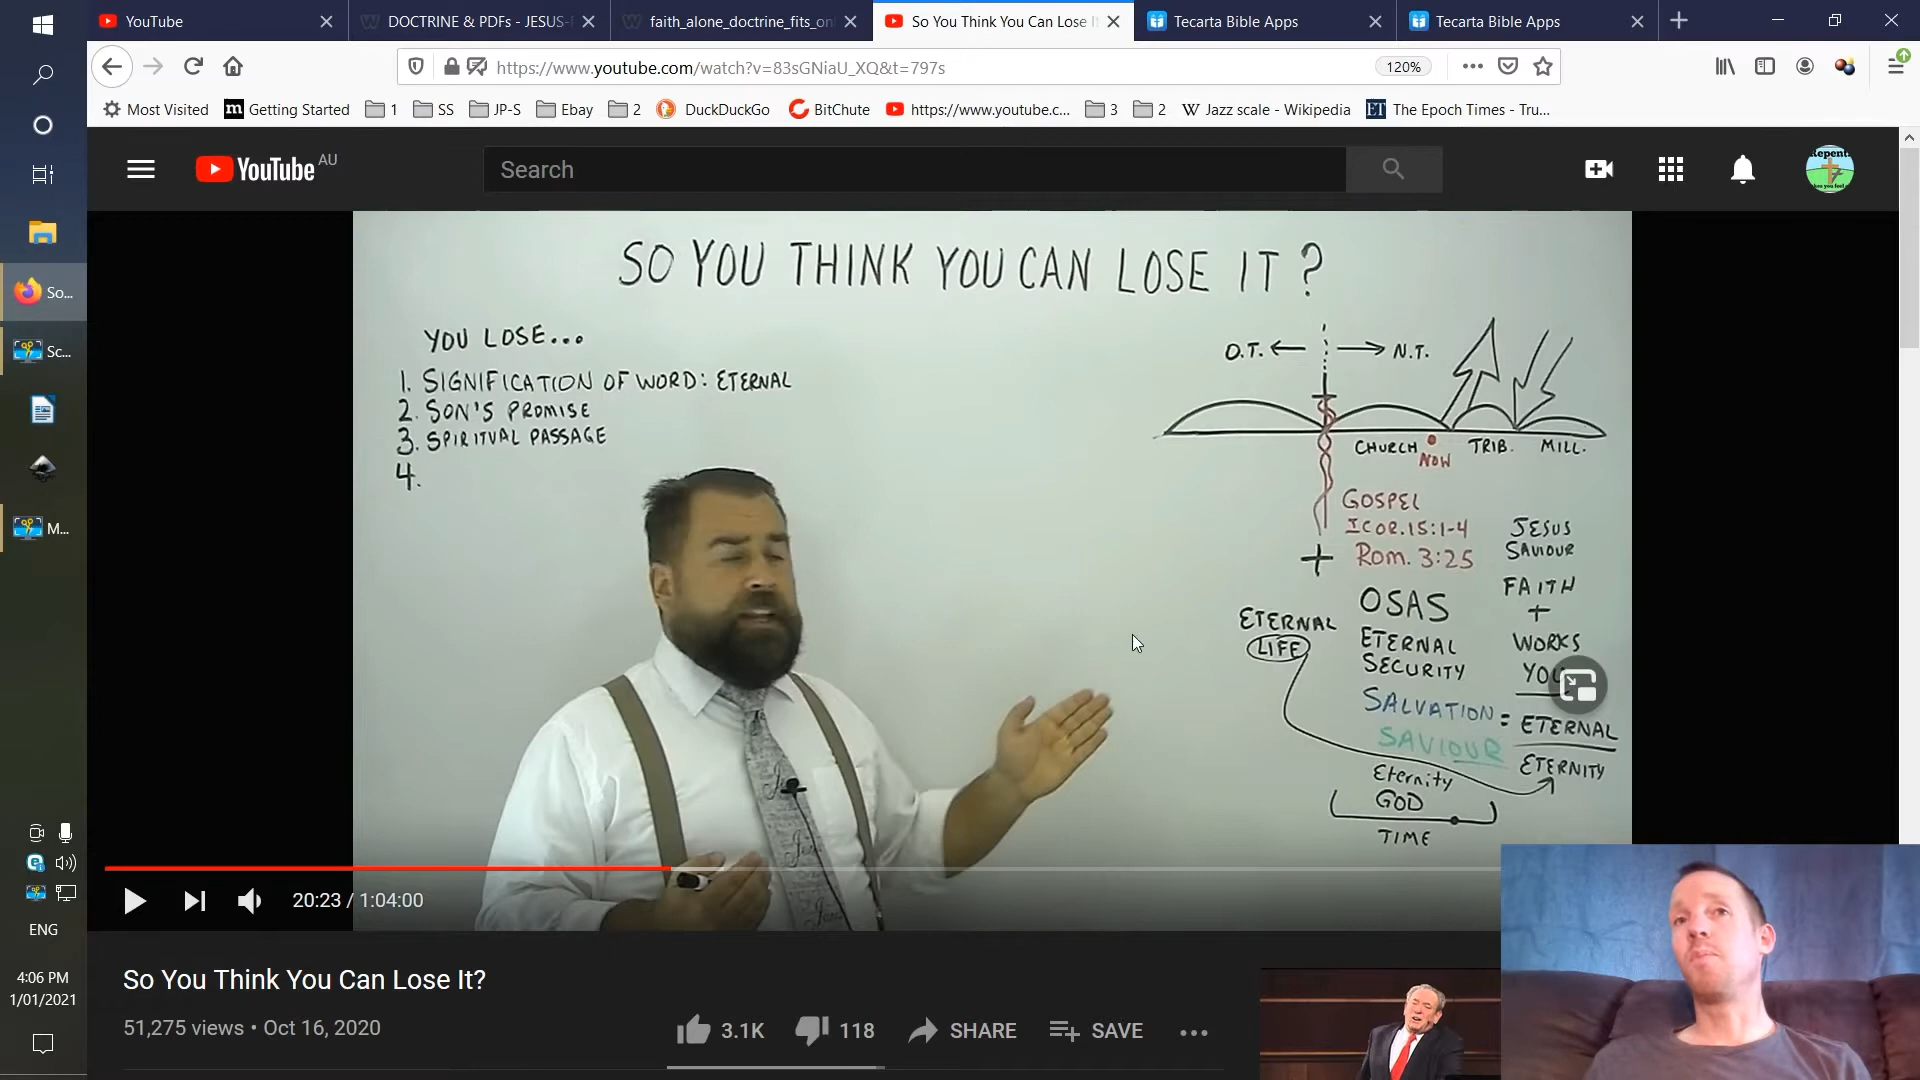 YouTube
DOCTRINE & PDFs - JESUS-
faith_alone_doctrine_fits_on
So You Think You Can Lose I
Tecarta Bible Apps
Tecarta Bible Apps
https://www.youtube.com/watch?v=83sGNiaU_XQ&t=797s
120%
Most Visited
Getting Started
1
SS
JP-S
Ebay
2
DuckDuckGo
BitChute
https://www.youtube.c...
3
2
Jazz scale - Wikipedia
ET The Epoch Times - Tru...
YouTube AU
Search
Repent
So...
Sc...
M...
SO YOU THINK YOU CAN LOSE IT?
YOU LOSE...
1. SIGNIFICATION OF WORD: ETERNAL
2. SON'S PROMISE
3. SPIRITUAL PASSAGE
4.
O.T. ← → N.T.
CHURCH
NOW
TRIB.
MILL.
GOSPEL
I COR. 15:1-4
Rom. 3:25
JESUS
SAVIOUR
FAITH
+
WORKS
YOU
= ETERNAL
ETERNITY
OSAS
ETERNAL
SECURITY
SALVATION
SAVIOUR
ETERNAL
LIFE
Eternity
GOD
TIME
20:23 / 1:04:00
So You Think You Can Lose It?
51,275 views • Oct 16, 2020
3.1K
118
SHARE
SAVE
ENG
4:06 PM
1/01/2021